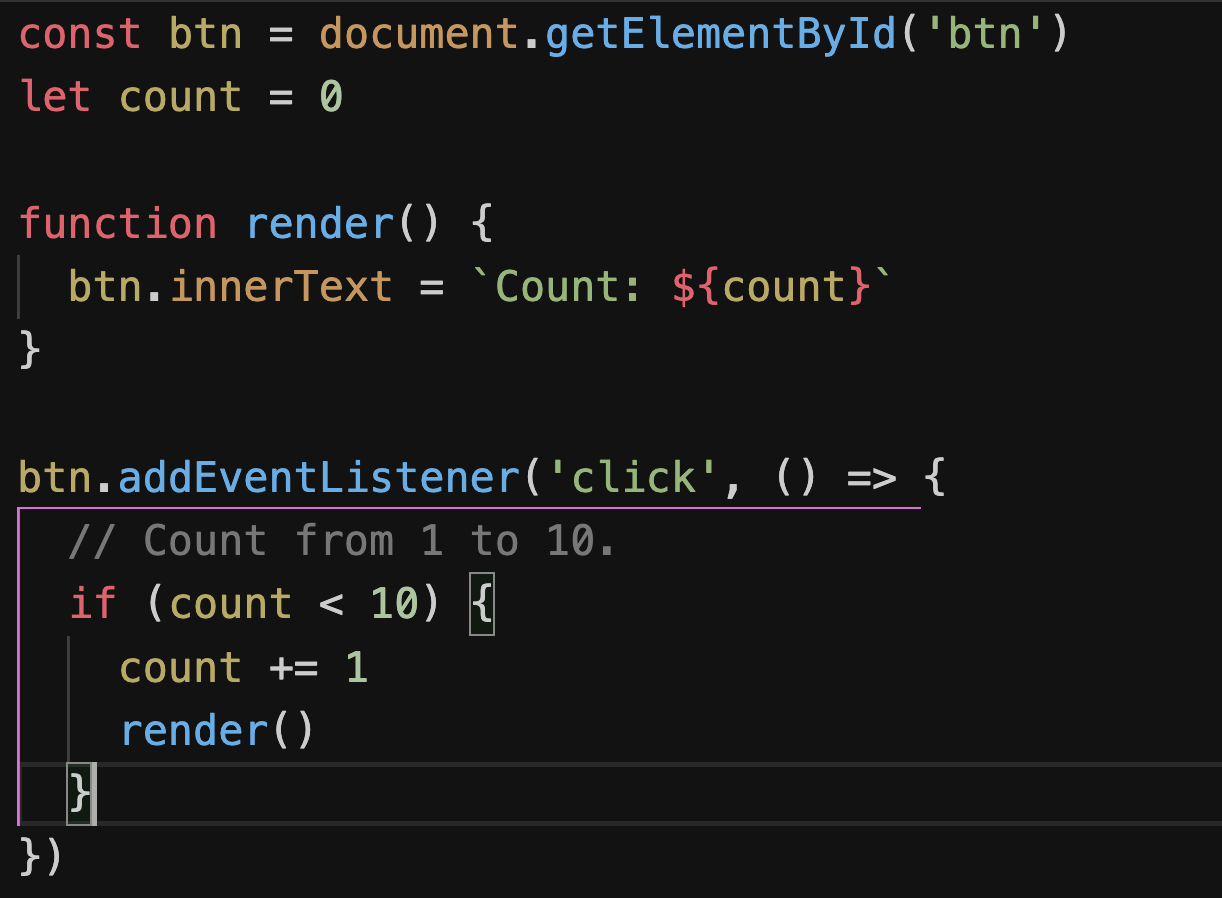 const btn = document.getElementById('btn')
let count = 0

function render() {
  btn.innerText = `Count: ${count}`
}

btn.addEventListener('click', () => {
  // Count from 1 to 10.
  if (count < 10) {
    count += 1
    render()
  }
})